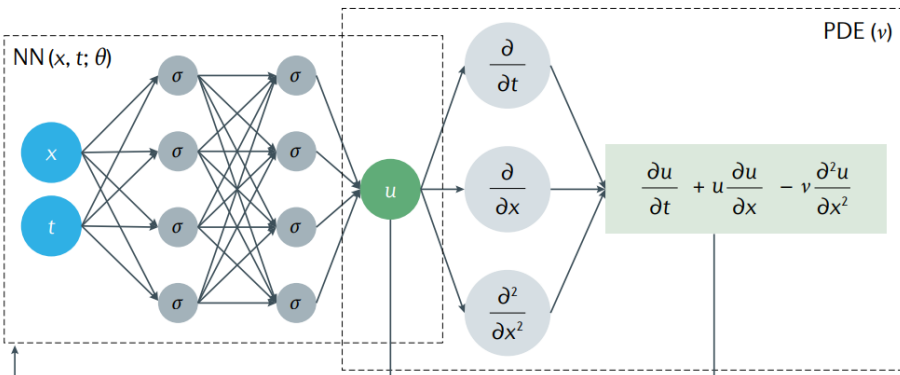 NN (x, t; θ)
PDE (ν)
x
t
σ σ
σ σ
σ σ
σ σ
u
∂/∂t
∂/∂x
∂²/∂x²
∂u/∂t + u ∂u/∂x − ν ∂²u/∂x²